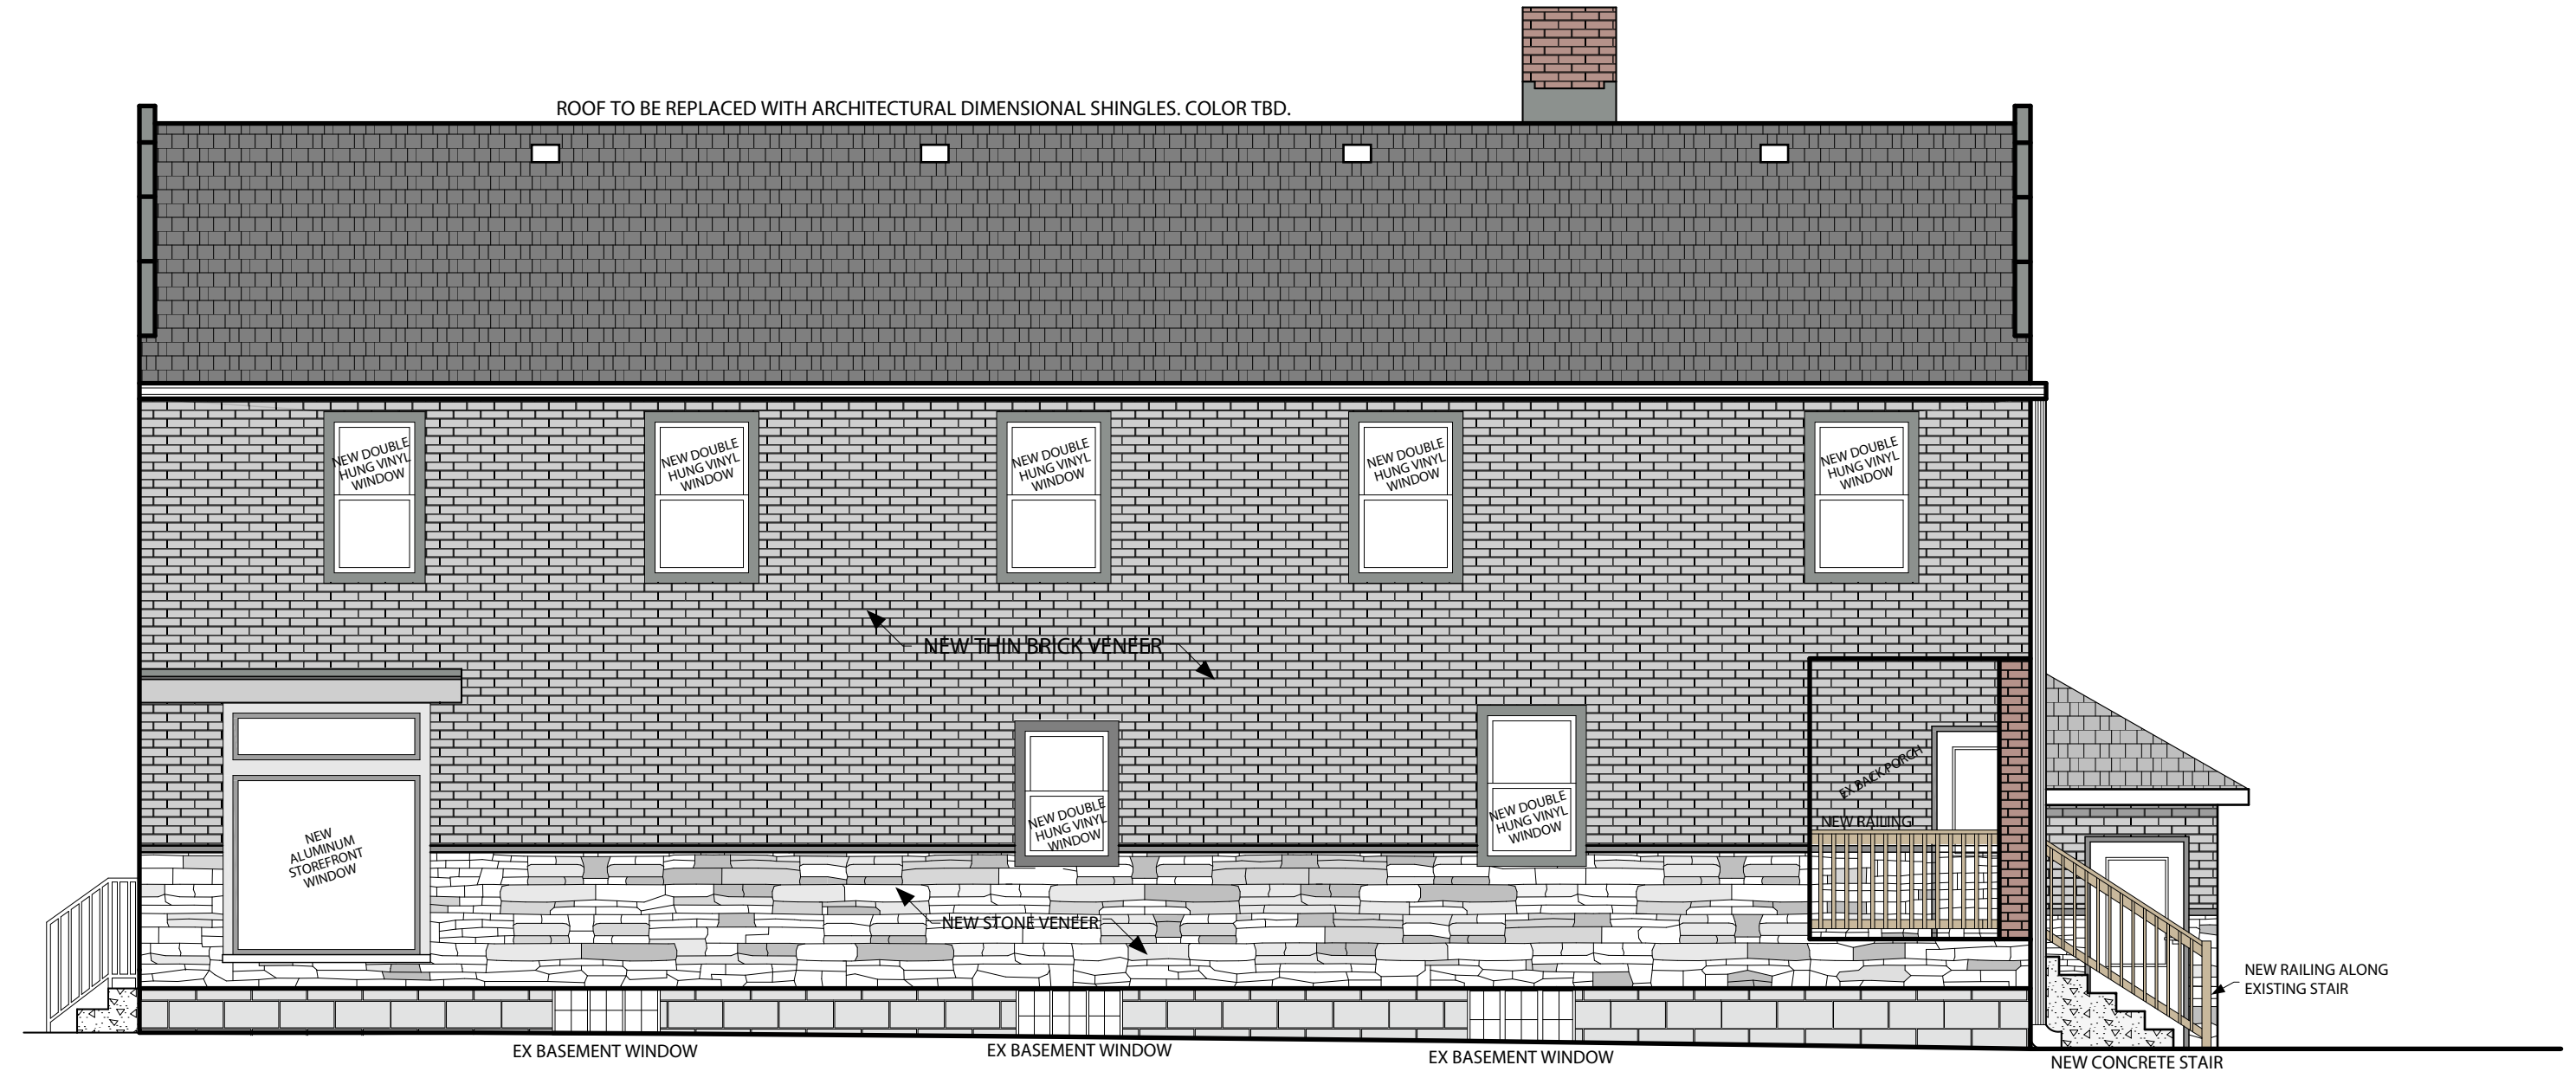 ROOF TO BE REPLACED WITH ARCHITECTURAL DIMENSIONAL SHINGLES. COLOR TBD.
NEW DOUBLE
HUNG VINYL
WINDOW
NEW DOUBLE
HUNG VINYL
WINDOW
NEW DOUBLE
HUNG VINYL
WINDOW
NEW DOUBLE
HUNG VINYL
WINDOW
NEW DOUBLE
HUNG VINYL
WINDOW
NEW THIN BRICK VENEER
EX BACK PORCH
NEW RAILING
NEW DOUBLE
HUNG VINYL
WINDOW
NEW DOUBLE
HUNG VINYL
WINDOW
NEW
ALUMINUM
STOREFRONT
WINDOW
NEW STONE VENEER
NEW RAILING ALONG
EXISTING STAIR
EX BASEMENT WINDOW
EX BASEMENT WINDOW
EX BASEMENT WINDOW
NEW CONCRETE STAIR